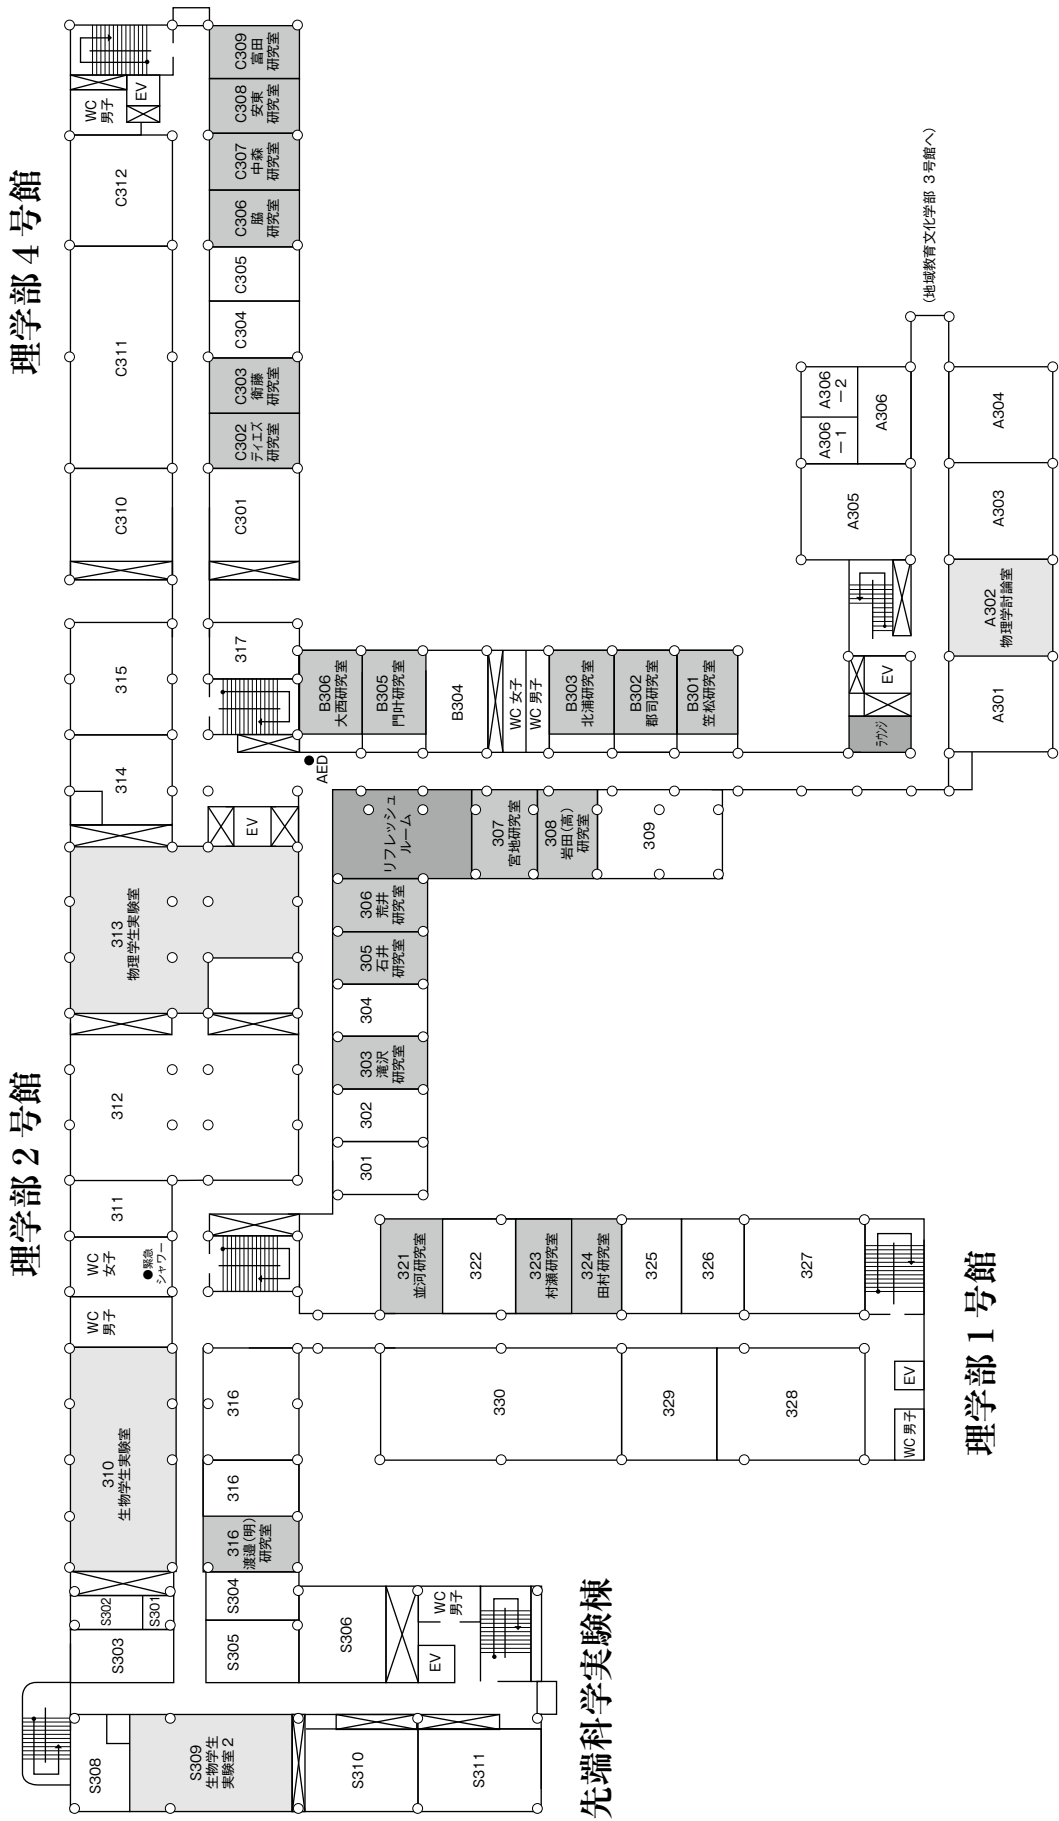 理学部4号館
C309
富田
研究室
C308
安東
研究室
C307
中森
研究室
C306
脇
研究室
C305
C304
C303
衛藤
研究室
C302
ディエズ
研究室
C301
WC
男子
EV
C312
C311
C310
(地域教育文化学部 3号館へ)
理学部2号館
315
314
317
EV
313
物理学生実験室
312
311
WC
女子
●緊急
シャワー
WC
男子
310
生物学生実験室
316
316
316
渡邉(明)
研究室
B306
大西研究室
B305
門叶研究室
B304
WC 女子
WC 男子
B303
北浦研究室
B302
郡司研究室
B301
笠松研究室
AED
リフレッシュ
ルーム
307
宮地研究室
308
岩田(高)
研究室
309
306
荒井
研究室
305
石井
研究室
304
303
滝沢
研究室
302
301
A306
−2
A306
−1
A306
A305
EV
ラウンジ
A304
A303
A302
物理学討論室
A301
理学部1号館
321
並河研究室
322
323
村瀬研究室
324
田村研究室
325
326
327
330
329
328
EV
WC 男子
先端科学実験棟
S302
S301
S303
S304
S305
S306
WC
男子
EV
S308
S309
生物学生
実験室2
S310
S311